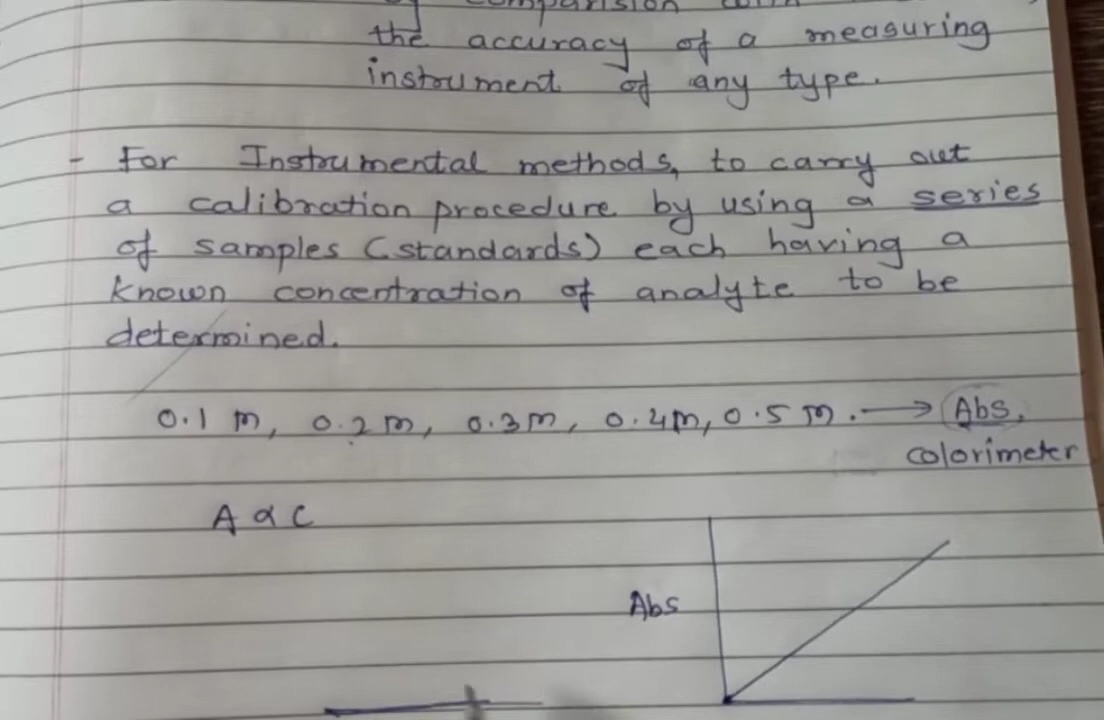 comparision
the accuracy of a measuring
instrument of any type.
- For Instrumental methods, to carry out
a calibration procedure by using a series
of samples (standards) each having a
known concentration of analyte to be
determined.
0.1 m, 0.2 m, 0.3 m, 0.4 m, 0.5 m. → Abs.
colorimeter
A ∝ C
Abs